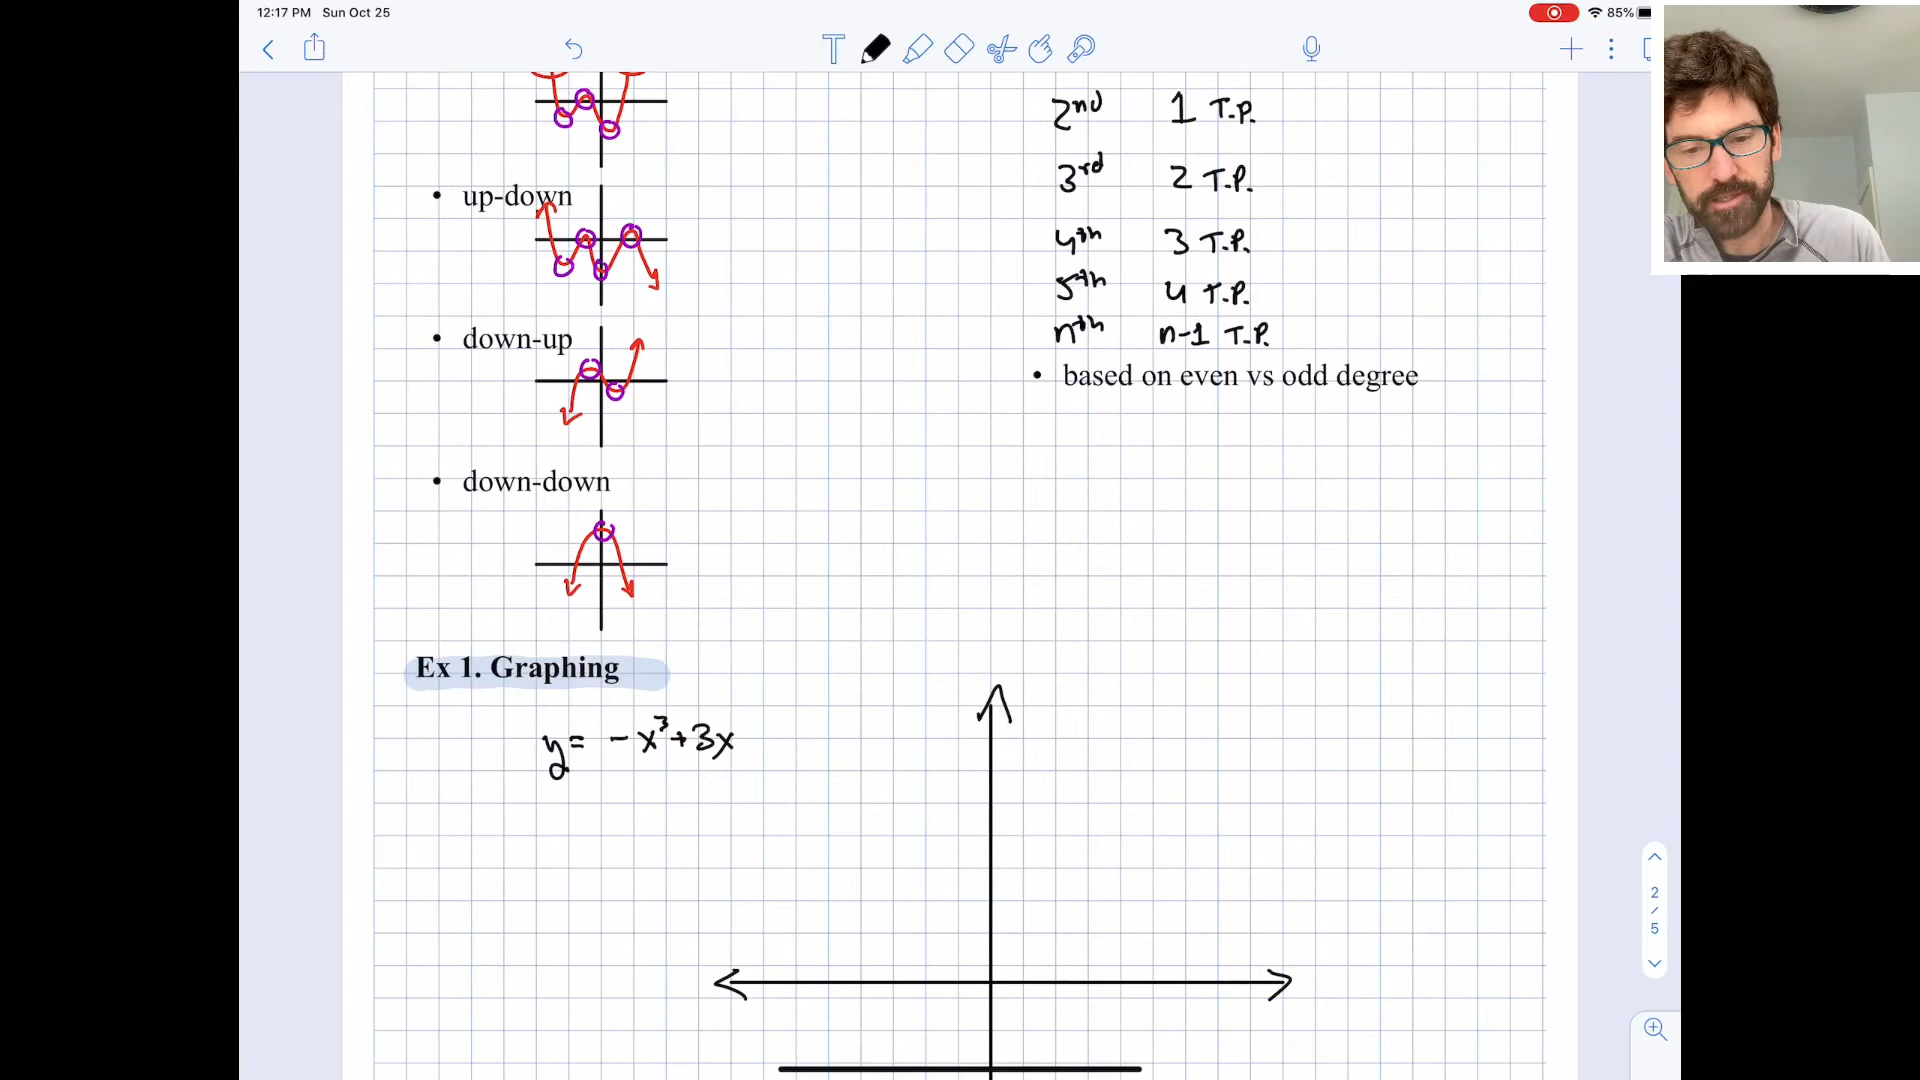 12:17 PM Sun Oct 25
85%
T
2nd 1 T.P.
3rd 2 T.P.
4th 3 T.P.
5th 4 T.P.
nth n-1 T.P.
• based on even vs odd degree
• up-down
• down-up
• down-down
Ex 1. Graphing
y = -x³+3x
2
/
5